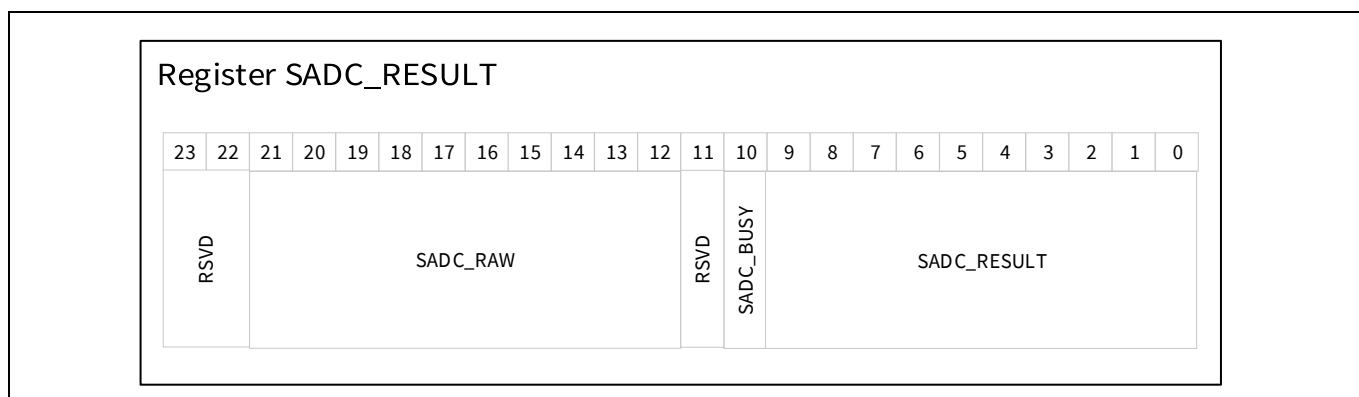 Register SADC_RESULT
23 22 21 20 19 18 17 16 15 14 13 12 11 10 9 8 7 6 5 4 3 2 1 0
RSVD SADC_RAW RSVD SADC_BUSY SADC_RESULT